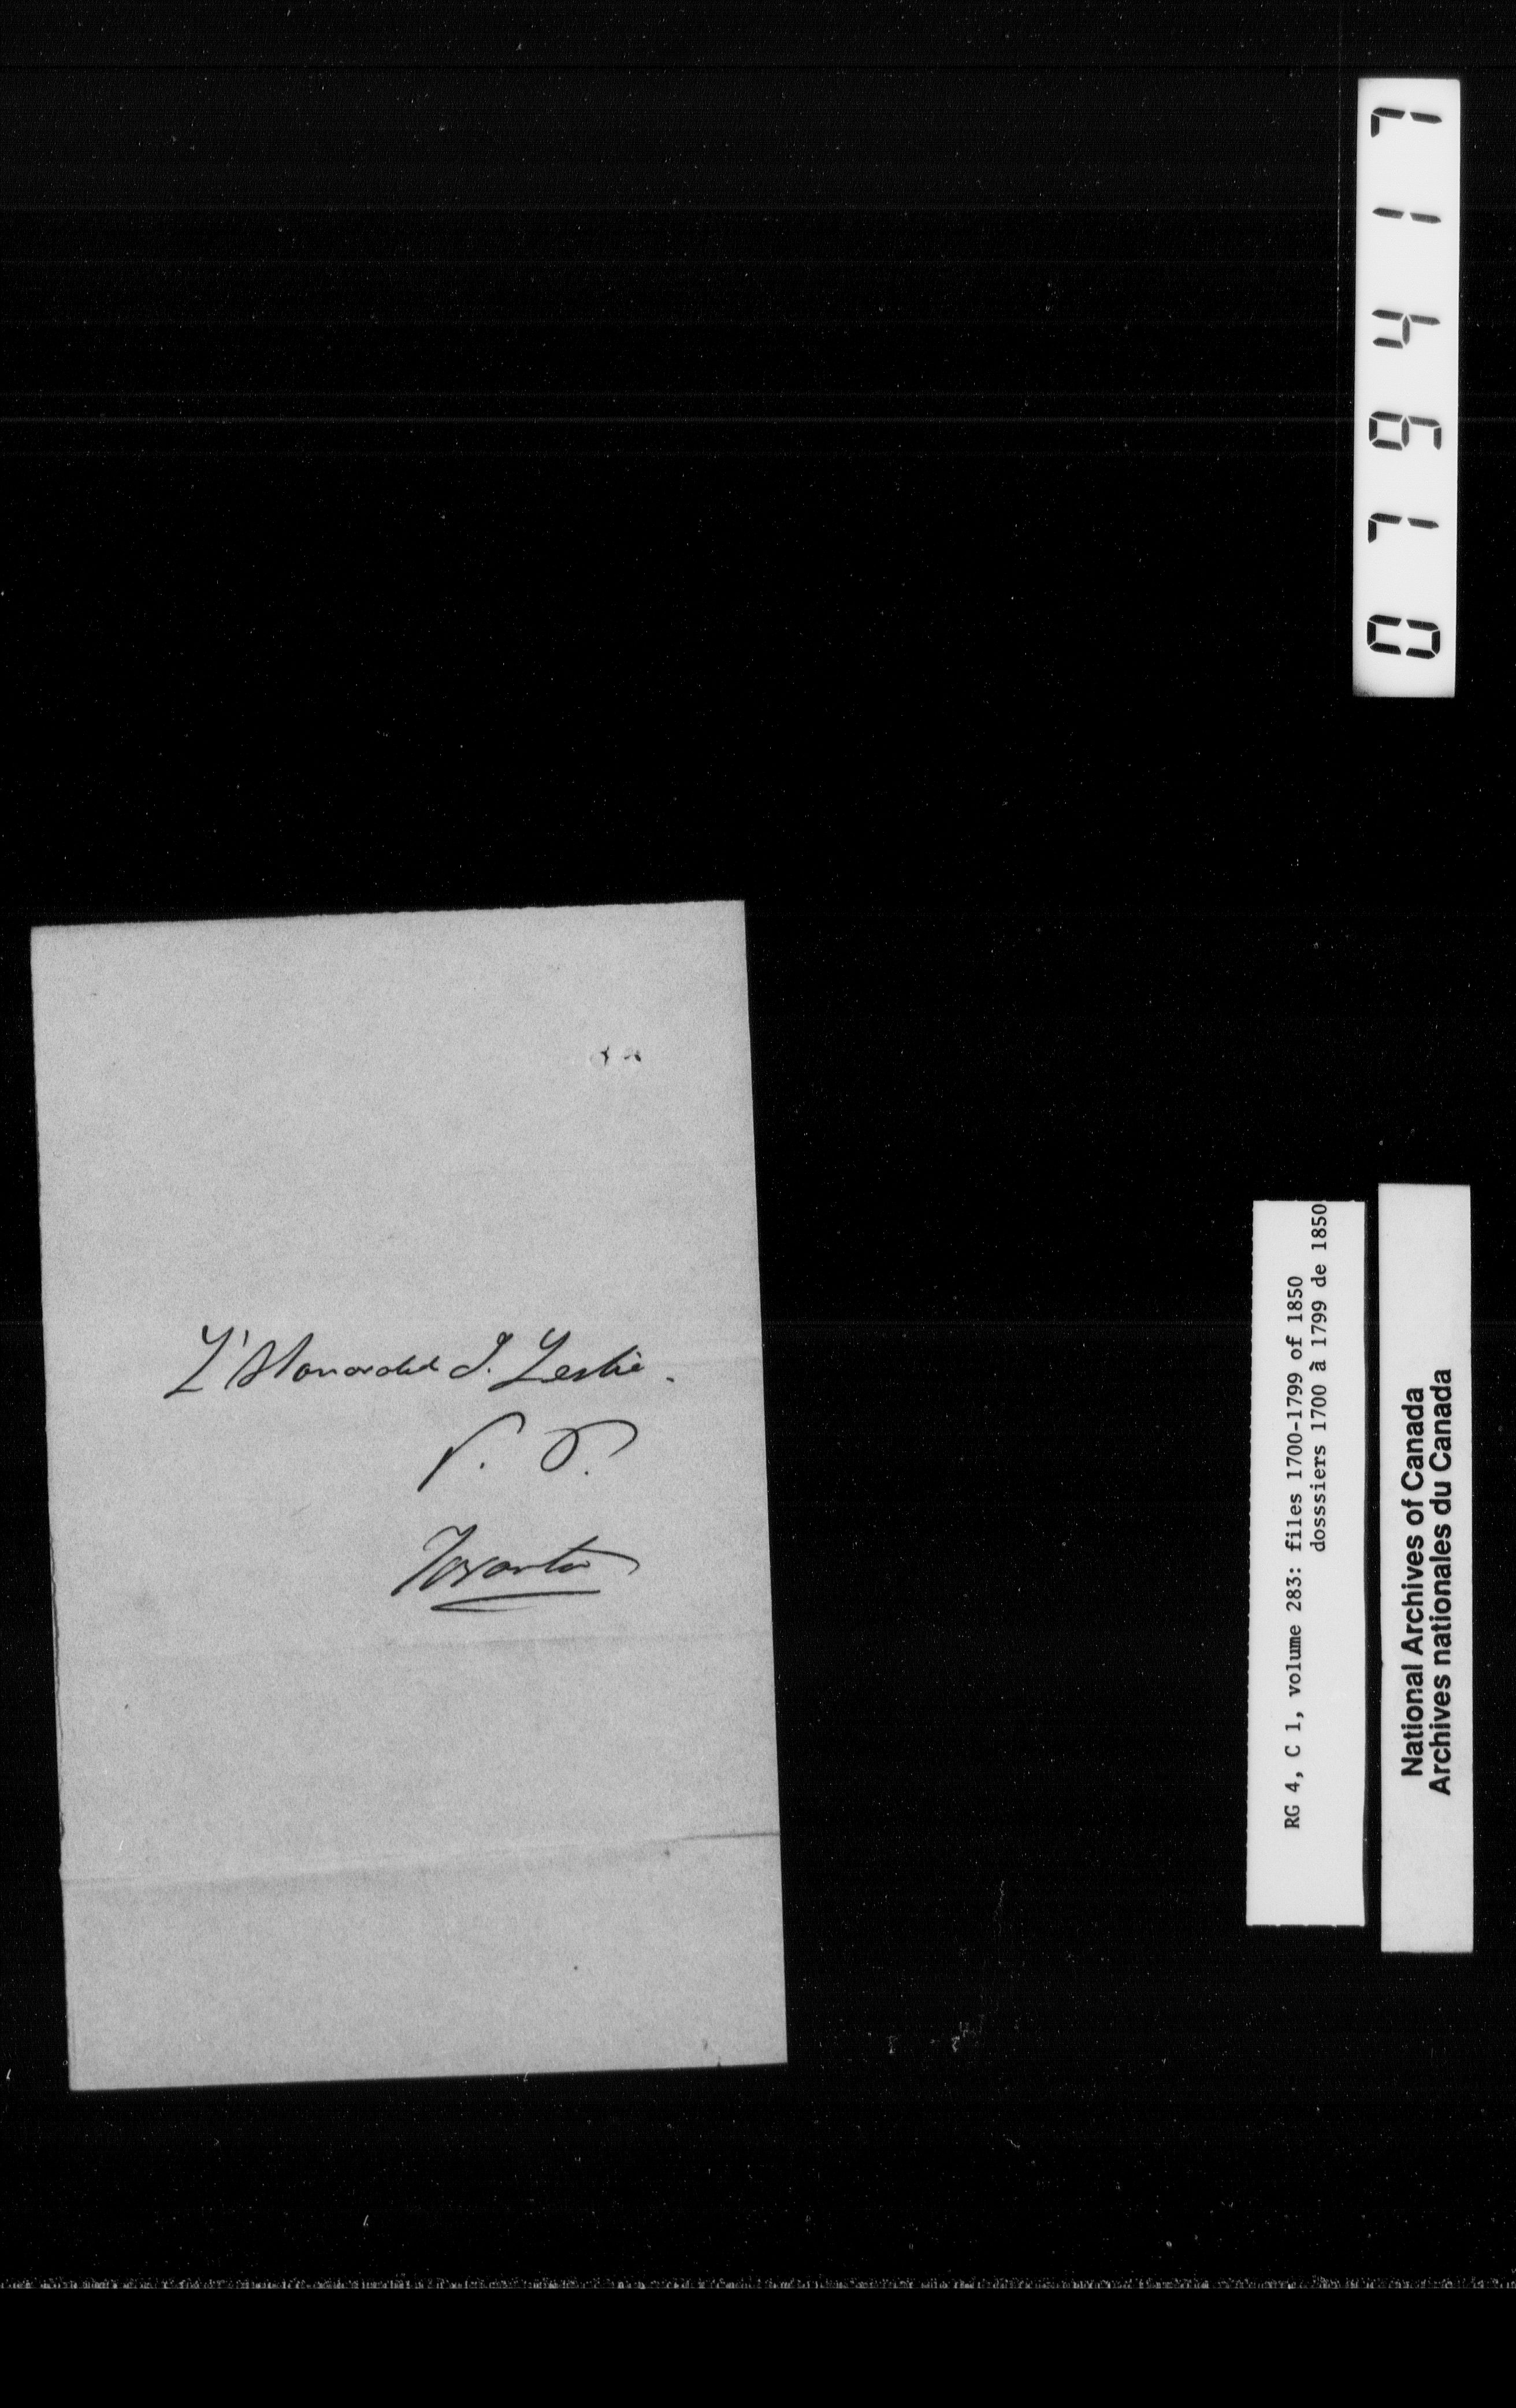 L'Honorable J. Leslie.
S. P.
Toronto
079417
RG 4, C 1, volume 283: files 1700-1799 of 1850
dosssiers 1700 à 1799 de 1850
National Archives of Canada
Archives nationales du Canada